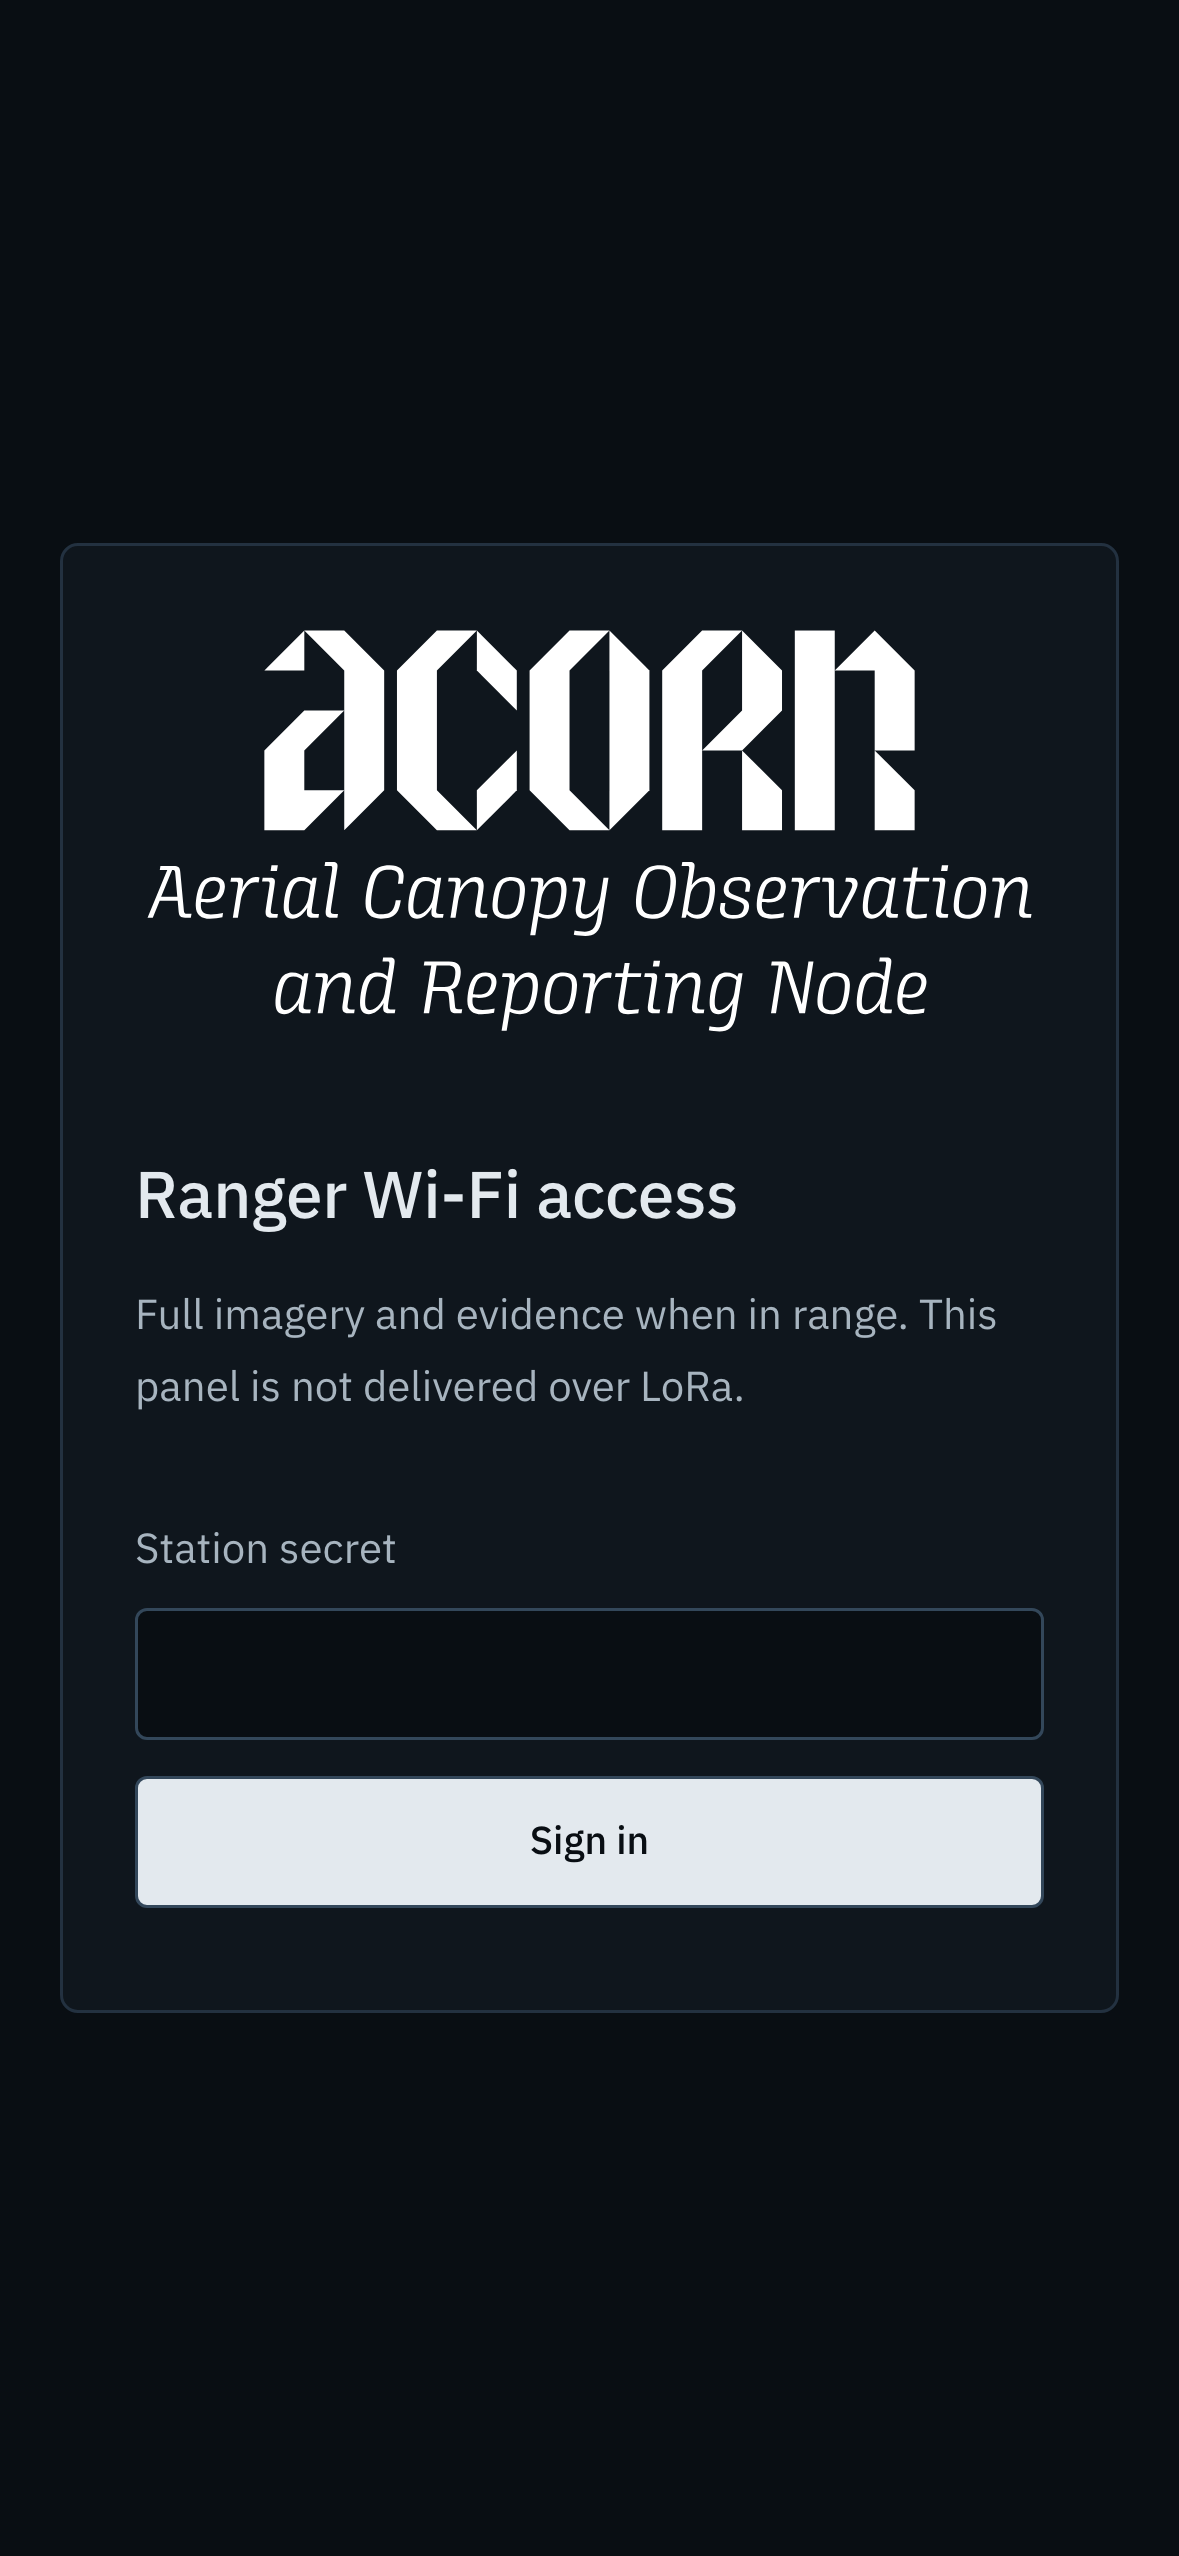 acorn
Aerial Canopy Observation
and Reporting Node
Ranger Wi-Fi access
Full imagery and evidence when in range. This
panel is not delivered over LoRa.
Station secret
Sign in